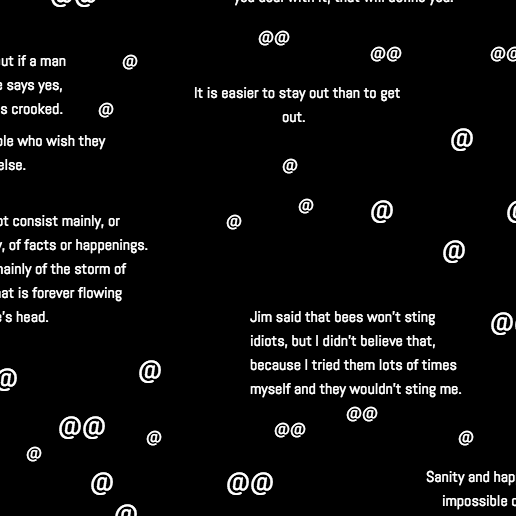 @@
you deal with it, that will define you.
@@
@@
@@
ut if a man
@
says yes,
s crooked.
@
It is easier to stay out than to get
out.
who wish they
else.
@
@
@
@
@
@
@
consist mainly, or
of facts or happenings.
mainly of the storm of
is forever flowing
's head.
@
Jim said that bees won't sting
idiots, but I didn't believe that,
because I tried them lots of times
myself and they wouldn't sting me.
@
@
@
@@
@@
@@
@
@
@
@
@@
@
Sanity and hap
impossible